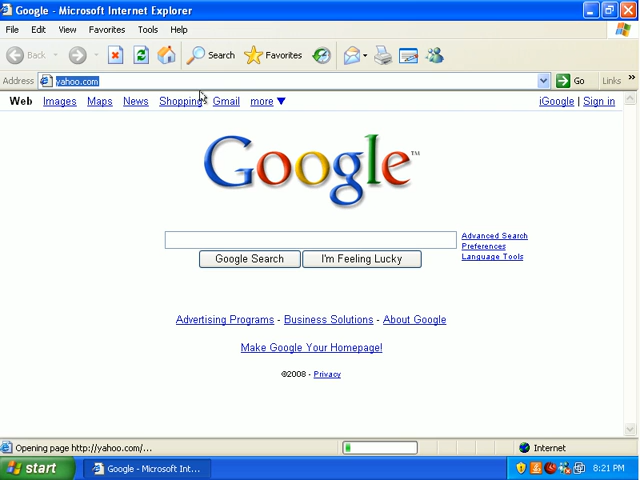 Google - Microsoft Internet Explorer
File Edit View Favorites Tools Help
Back Search Favorites
Address yahoo.com Go Links »
Web Images Maps News Shopping Gmail more ▼ iGoogle | Sign in
Google™
Advanced Search
Preferences
Language Tools
Google Search I'm Feeling Lucky
Advertising Programs - Business Solutions - About Google
Make Google Your Homepage!
©2008 - Privacy
Opening page http://yahoo.com/... Internet
start Google - Microsoft Int... 8:21 PM